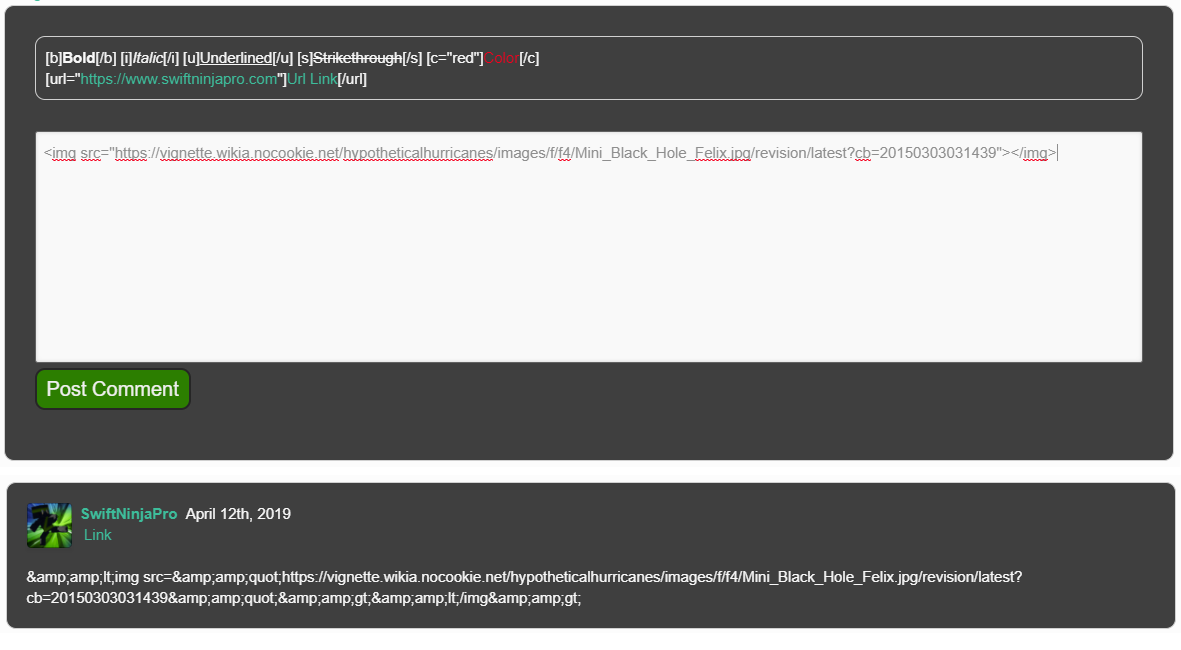 [b]Bold[/b] [i]Italic[/i] [u]Underlined[/u] [s]Strikethrough[/s] [c="red"]Color[/c]
[url="https://www.swiftninjapro.com"]Url Link[/url]
<img src="https://vignette.wikia.nocookie.net/hypotheticalhurricanes/images/f/f4/Mini_Black_Hole_Felix.jpg/revision/latest?cb=20150303031439"></img>
Post Comment
SwiftNinjaPro April 12th, 2019
Link
&amp;amp;lt;img src=&amp;amp;quot;https://vignette.wikia.nocookie.net/hypotheticalhurricanes/images/f/f4/Mini_Black_Hole_Felix.jpg/revision/latest?
cb=20150303031439&amp;amp;quot;&amp;amp;gt;&amp;amp;lt;/img&amp;amp;gt;